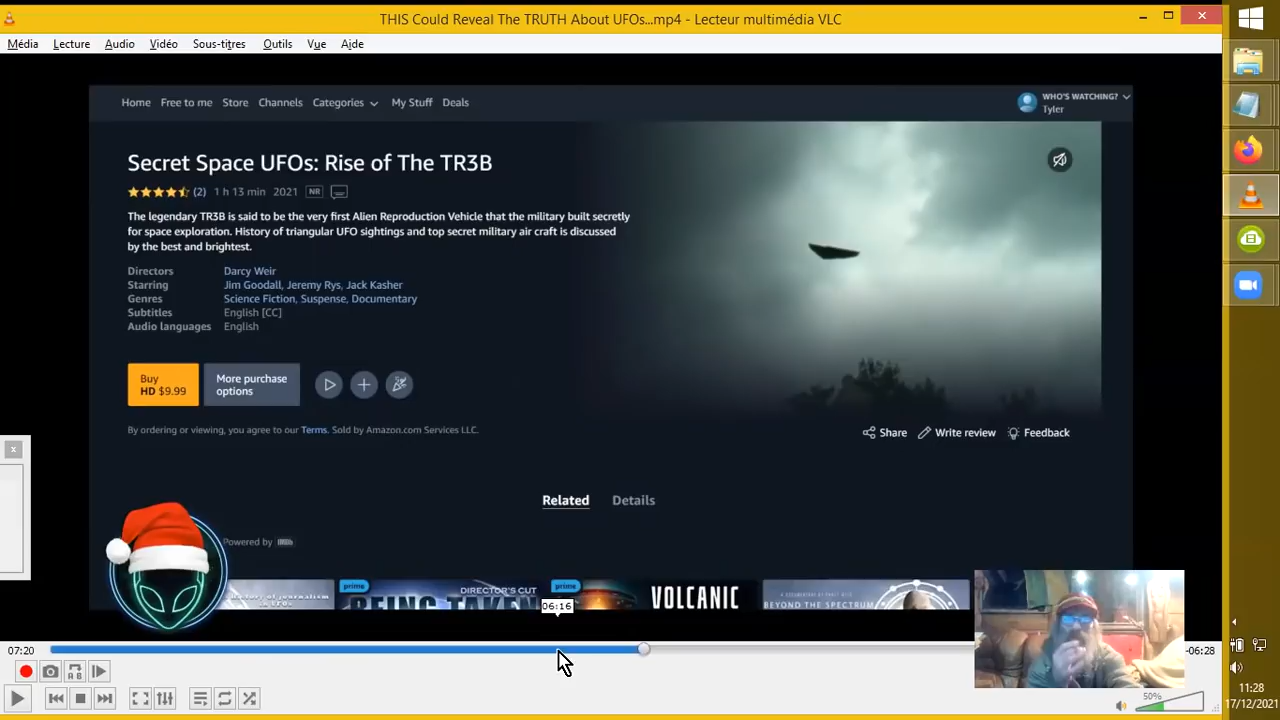 THIS Could Reveal The TRUTH About UFOs...mp4 - Lecteur multimédia VLC
Média Lecture Audio Vidéo Sous-titres Outils Vue Aide
Home Free to me Store Channels Categories My Stuff Deals
WHO'S WATCHING?
Tyler
Secret Space UFOs: Rise of The TR3B
(2) 1 h 13 min 2021 NR
The legendary TR3B is said to be the very first Alien Reproduction Vehicle that the military built secretly
for space exploration. History of triangular UFO sightings and top secret military air craft is discussed
by the best and brightest.
Directors Darcy Weir
Starring Jim Goodall, Jeremy Rys, Jack Kasher
Genres Science Fiction, Suspense, Documentary
Subtitles English [CC]
Audio languages English
Buy
HD $9.99
More purchase
options
By ordering or viewing, you agree to our Terms. Sold by Amazon.com Services LLC.
Share Write review Feedback
Related Details
Powered by IMDb
prime
DIRECTOR'S CUT
BEING TAKEN
prime
VOLCANIC
BEYOND THE SPECTRUM
06:16
07:20
-06:28
50%
11:28
17/12/2021